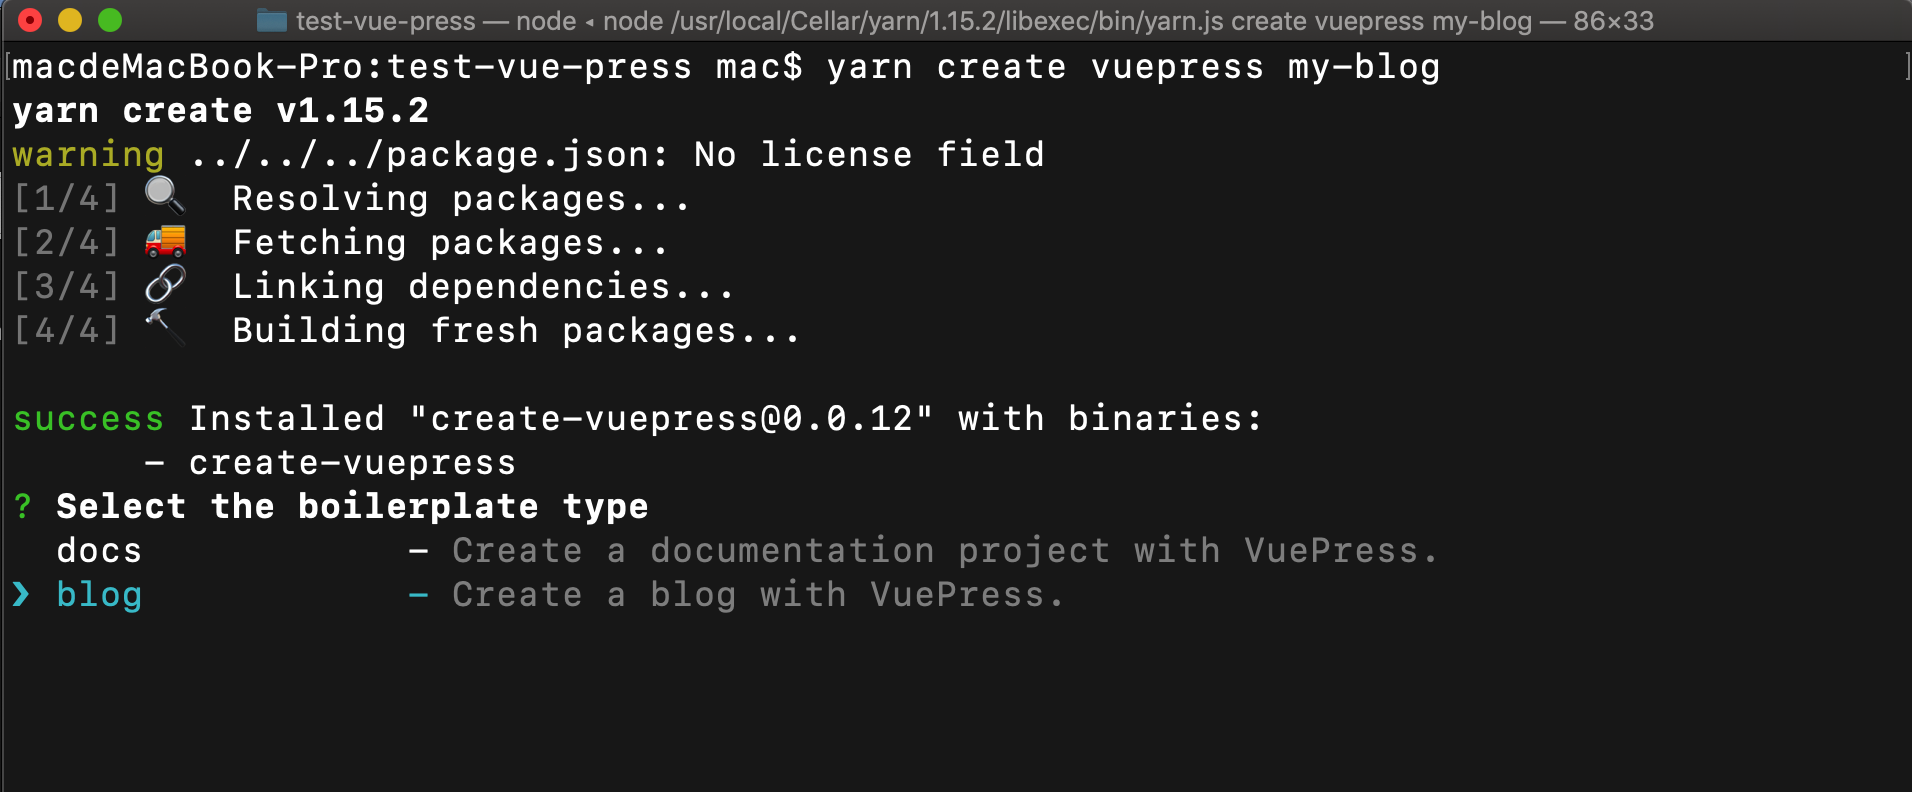 test-vue-press — node ◂ node /usr/local/Cellar/yarn/1.15.2/libexec/bin/yarn.js create vuepress my-blog — 86×33
macdeMacBook-Pro:test-vue-press mac$ yarn create vuepress my-blog
yarn create v1.15.2
warning ../../../package.json: No license field
[1/4] 🔍 Resolving packages...
[2/4] 🚚 Fetching packages...
[3/4] 🔗 Linking dependencies...
[4/4] 🔨 Building fresh packages...
success Installed "create-vuepress@0.0.12" with binaries:
- create-vuepress
? Select the boilerplate type
docs - Create a documentation project with VuePress.
❯ blog - Create a blog with VuePress.